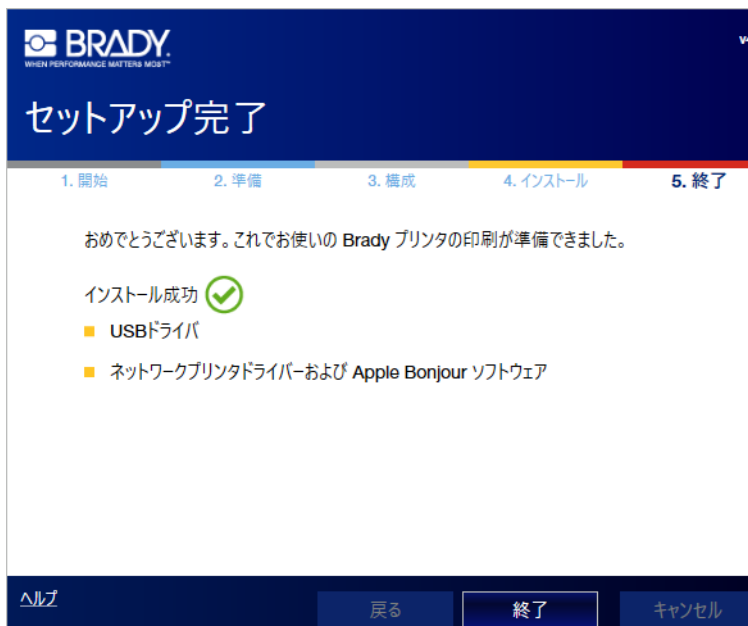 BRADY.
WHEN PERFORMANCE MATTERS MOST™
セットアップ完了
1. 開始
2. 準備
3. 構成
4. インストール
5. 終了
おめでとうございます。これでお使いの Brady プリンタの印刷が準備できました。
インストール成功
USBドライバ
ネットワークプリンタドライバーおよび Apple Bonjour ソフトウェア
ヘルプ
戻る
終了
キャンセル